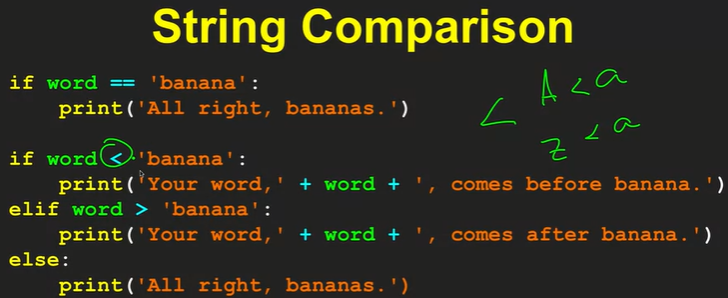 String Comparison
if word == 'banana':
    print('All right, bananas.')
<
A < a
z < a
if word < 'banana':
    print('Your word,' + word + ', comes before banana.')
elif word > 'banana':
    print('Your word,' + word + ', comes after banana.')
else:
    print('All right, bananas.')